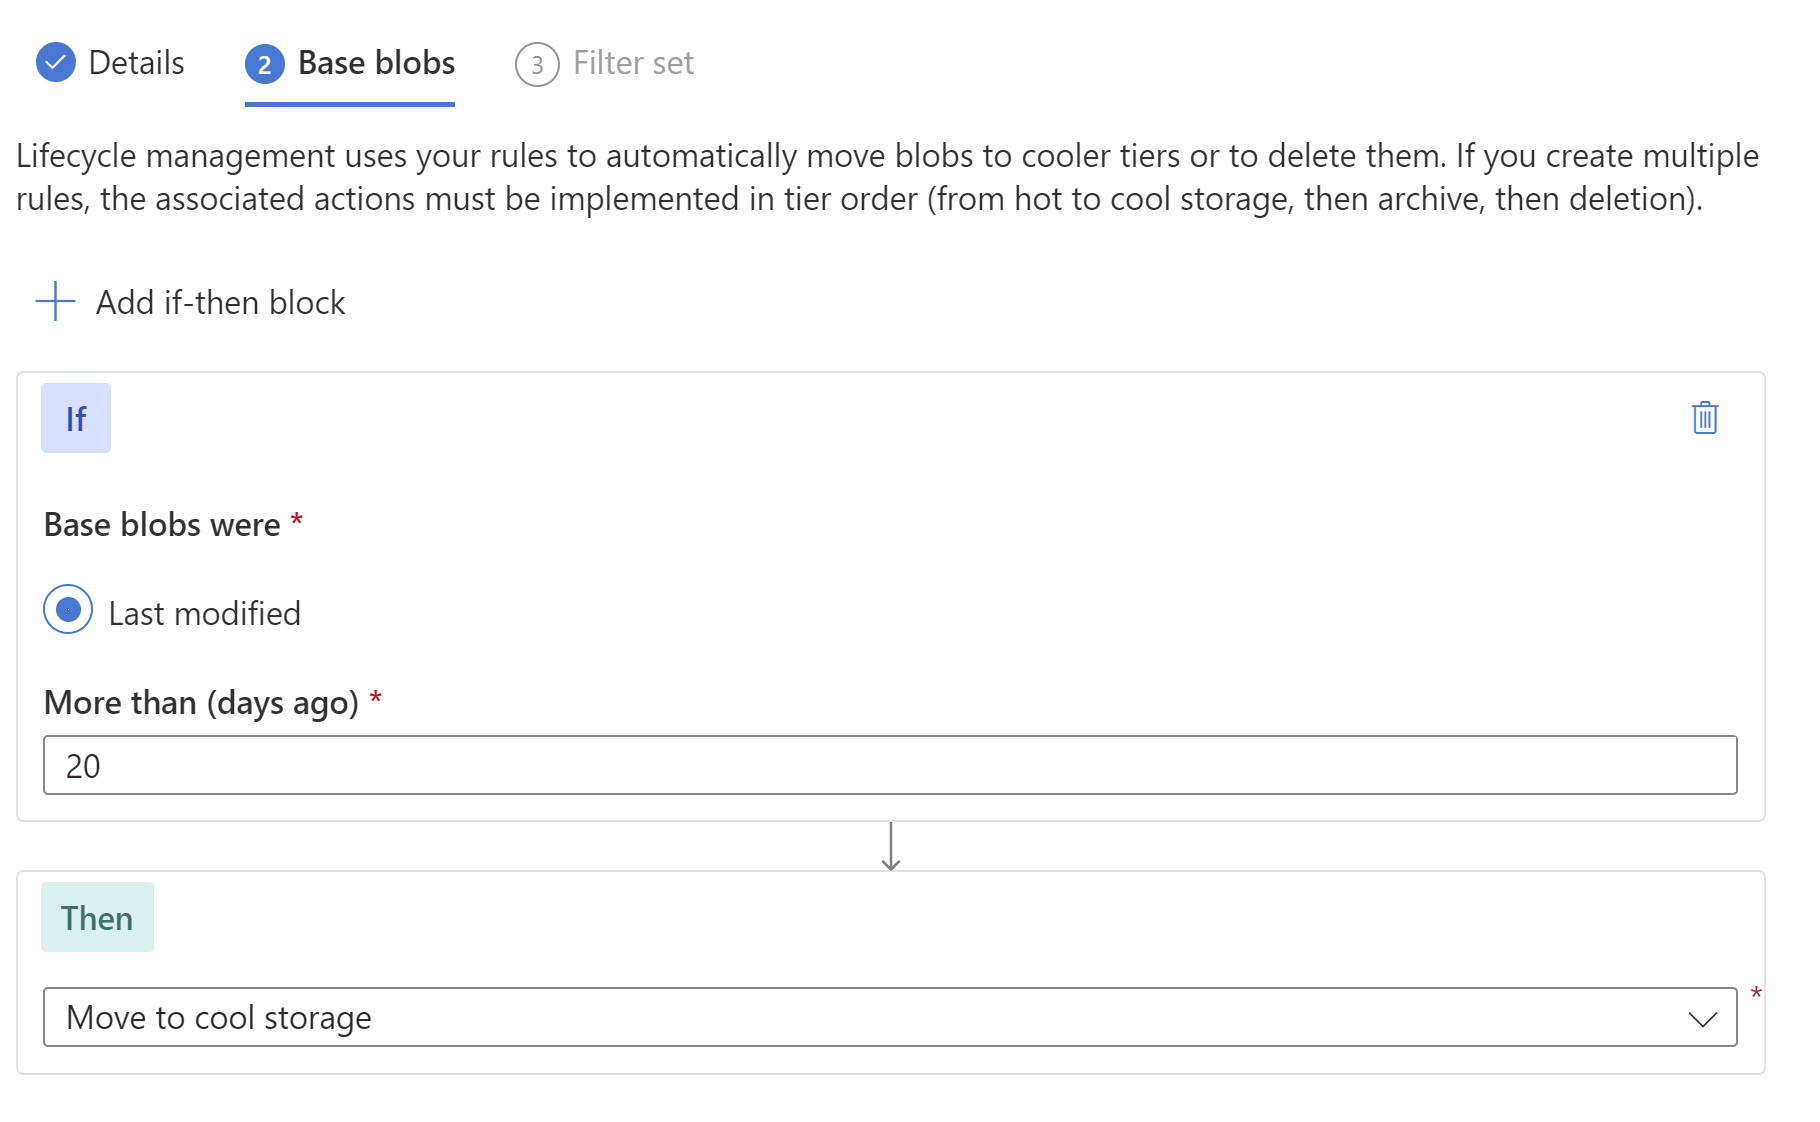 Details
2 Base blobs
3 Filter set
Lifecycle management uses your rules to automatically move blobs to cooler tiers or to delete them. If you create multiple
rules, the associated actions must be implemented in tier order (from hot to cool storage, then archive, then deletion).
Add if-then block
If
Base blobs were *
Last modified
More than (days ago) *
20
Then
Move to cool storage *